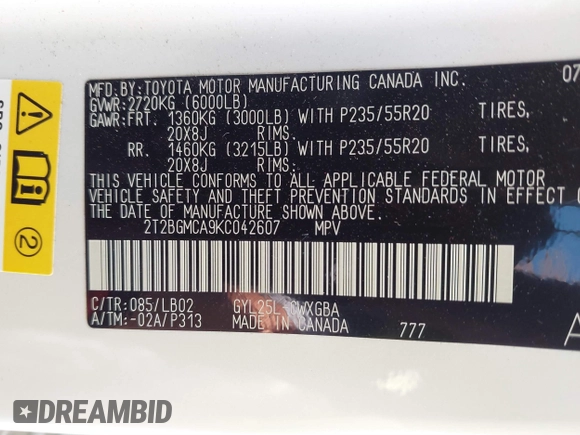 MFD.BY:TOYOTA MOTOR MANUFACTURING CANADA INC. 07
GVWR:2720KG (6000LB)
GAWR:FRT. 1360KG (3000LB) WITH P235/55R20 TIRES,
20X8J RIMS.
RR. 1460KG (3215LB) WITH P235/55R20 TIRES,
20X8J RIMS.
THIS VEHICLE CONFORMS TO ALL APPLICABLE FEDERAL MOTOR
VEHICLE SAFETY AND THEFT PREVENTION STANDARDS IN EFFECT
THE DATE OF MANUFACTURE SHOWN ABOVE.
2T2BGMCA9KC042607 MPV
C/TR:085/LB02
A/TM:-02A/P313 MADE IN CANADA 777
2
DREAMBID